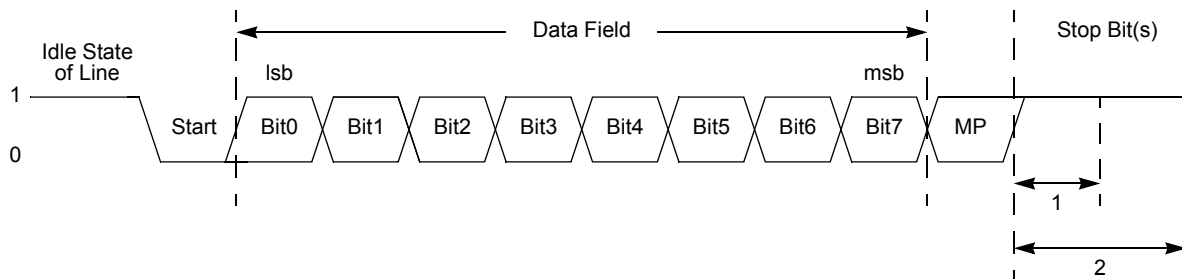 Data Field
Stop Bit(s)
Idle State
of Line
lsb
msb
1
Start
Bit0
Bit1
Bit2
Bit3
Bit4
Bit5
Bit6
Bit7
MP
0
1
2